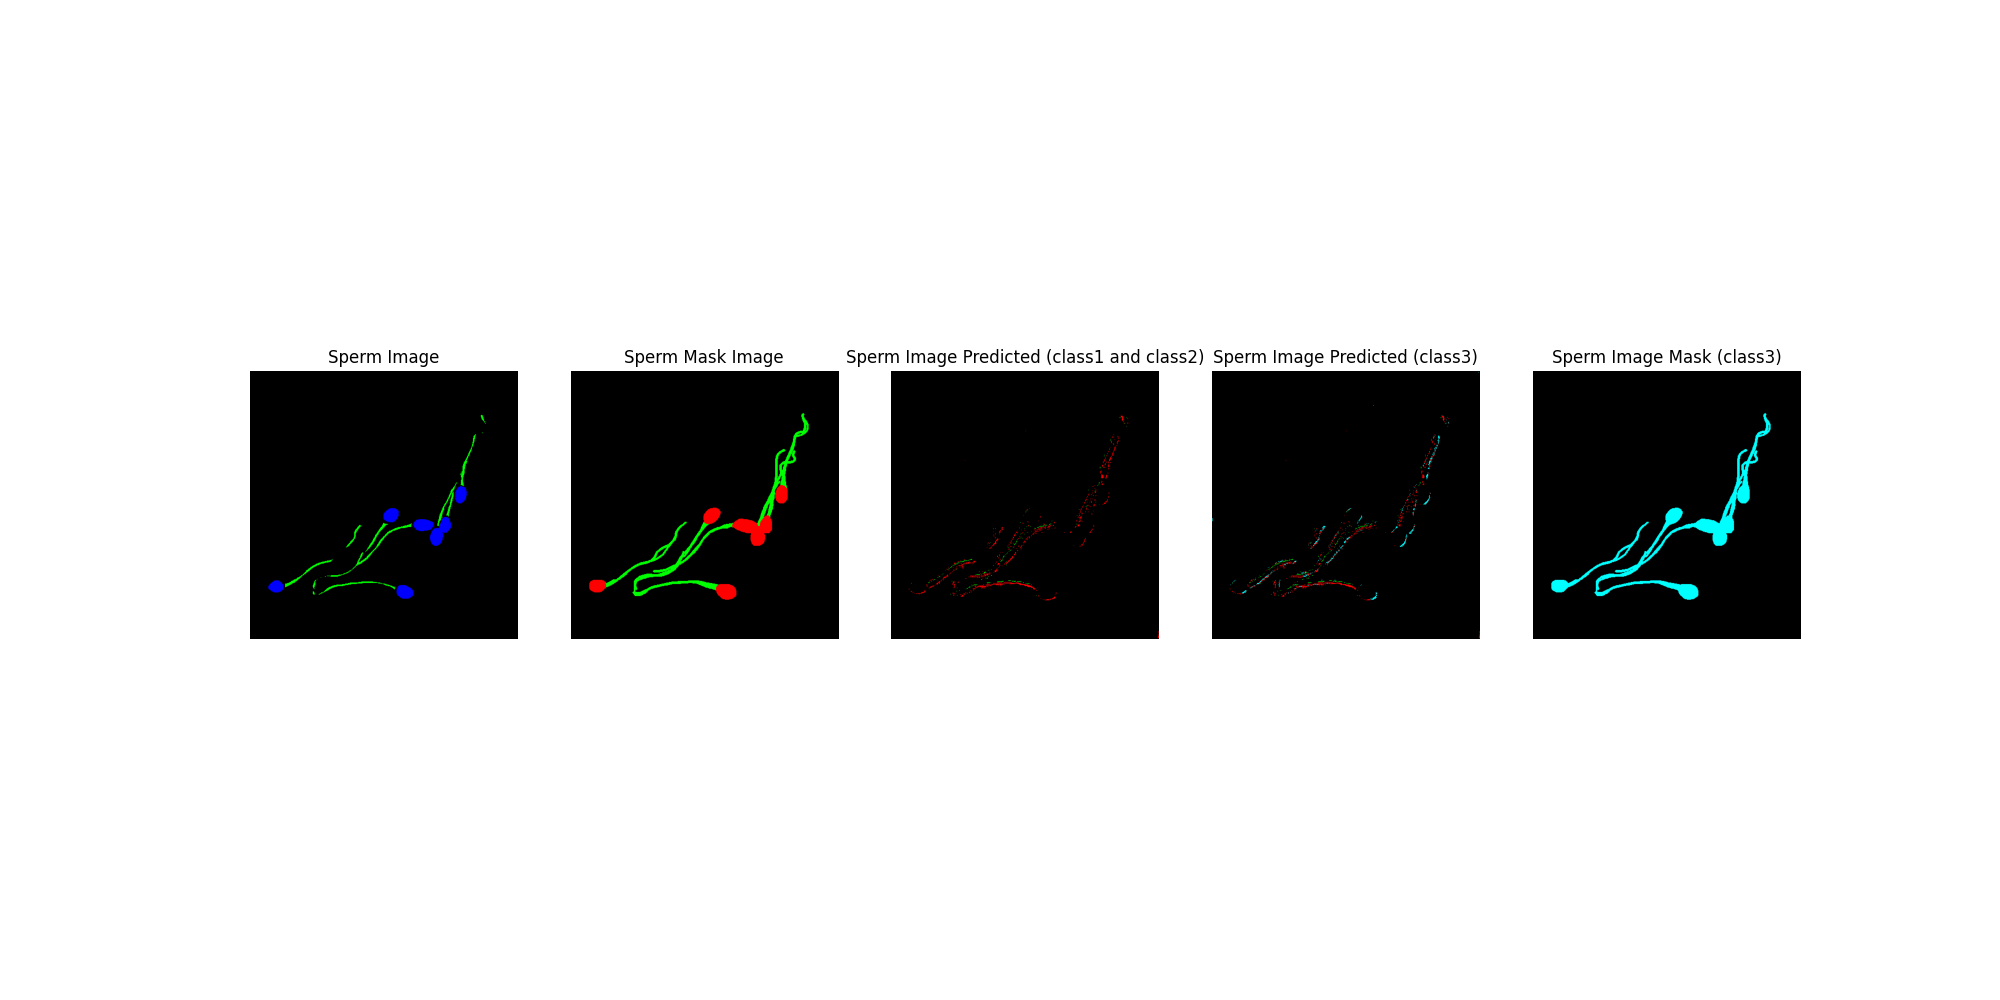 Sperm Image
Sperm Mask Image
Sperm Image Predicted (class1 and class2)
Sperm Image Predicted (class3)
Sperm Image Mask (class3)